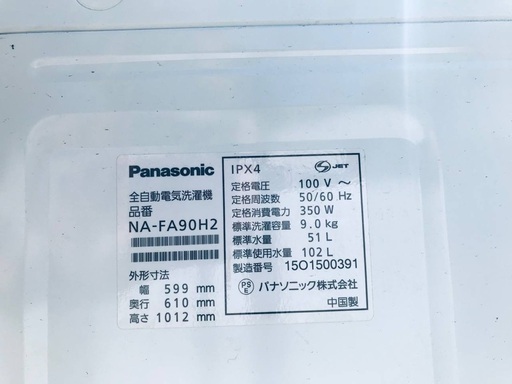 Panasonic
全自動電気洗濯機
品番
NA-FA90H2
外形寸法
幅 599 mm
奥行 610 mm
高さ 1012 mm
IPX4
S JET
定格電圧 100 V ～
定格周波数 50/60 Hz
定格消費電力 350 W
標準洗濯容量 9.0 kg
標準水量 51 L
標準使用水量 102 L
製造番号 15O1500391
PS E パナソニック株式会社
中国製